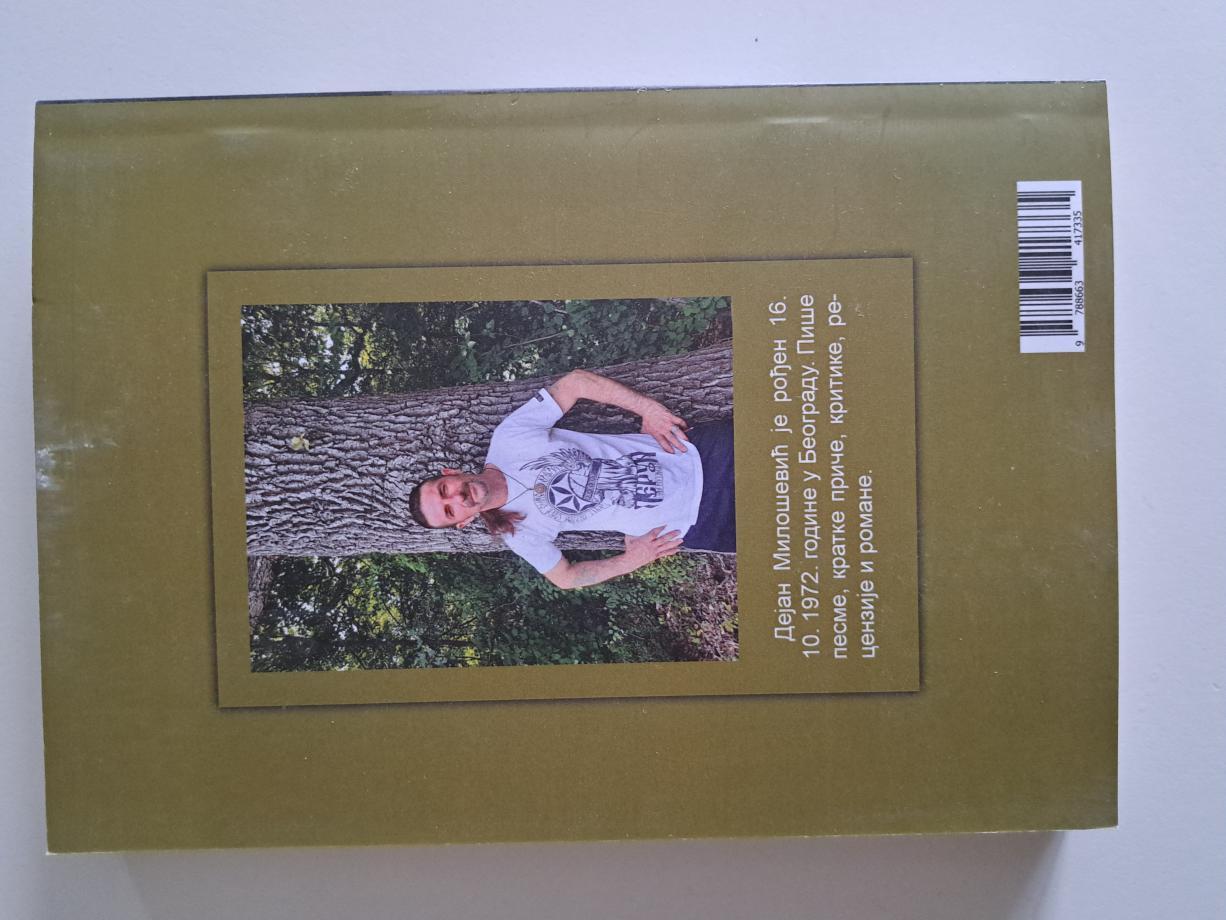 Дејан Милошевић је рођен 16.
10. 1972. године у Београду. Пише
песме, кратке приче, критике, ре-
цензије и романе.
9 788663 417335